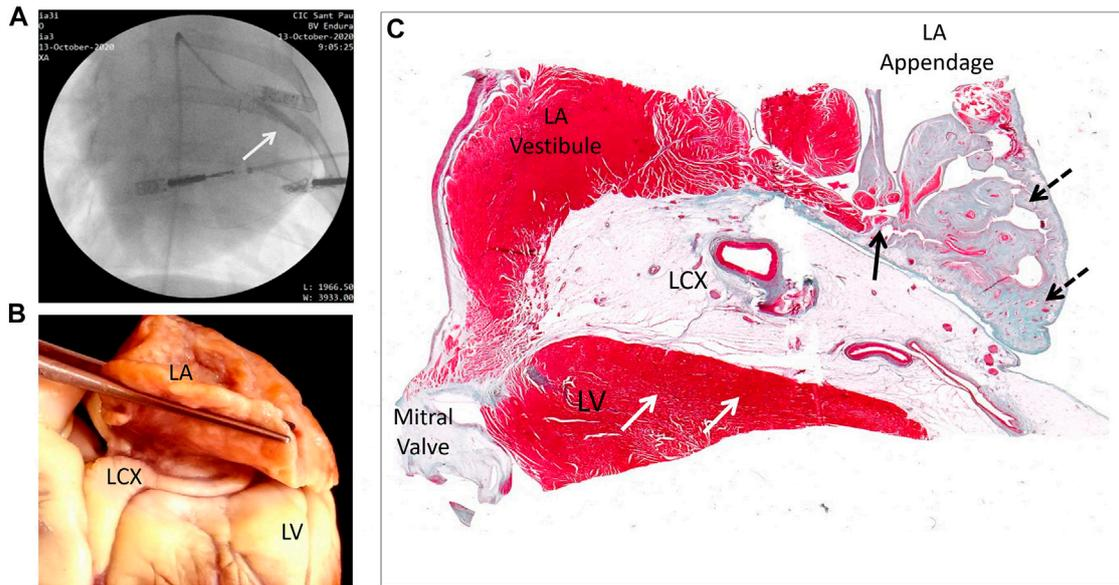 A
ia3i
0
ia3
13-October-2020
XA
CIC Sant Pau
BV Endura
13-October-2020
9:05:25
L: 1966.50
W: 3933.00
B
LA
LCX
LV
C
LA
Appendage
LA
Vestibule
LCX
LV
Mitral
Valve